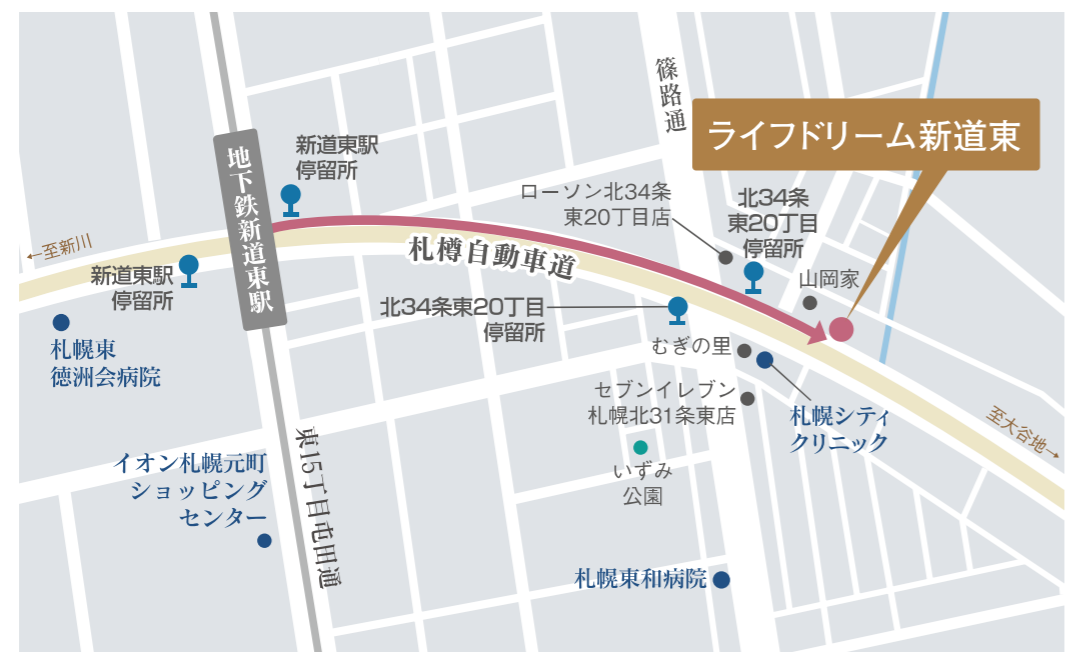 篠路通
ライフドリーム新道東
新道東駅
停留所
地下鉄新道東駅
ローソン北34条
東20丁目店
北34条
東20丁目
停留所
←至新川
札樽自動車道
山岡家
新道東駅
停留所
北34条東20丁目
停留所
札幌東
徳洲会病院
むぎの里
セブンイレブン
札幌北31条東店
札幌シティ
クリニック
至大谷地→
東15丁目屯田通
イオン札幌元町
ショッピング
センター
いずみ
公園
札幌東和病院